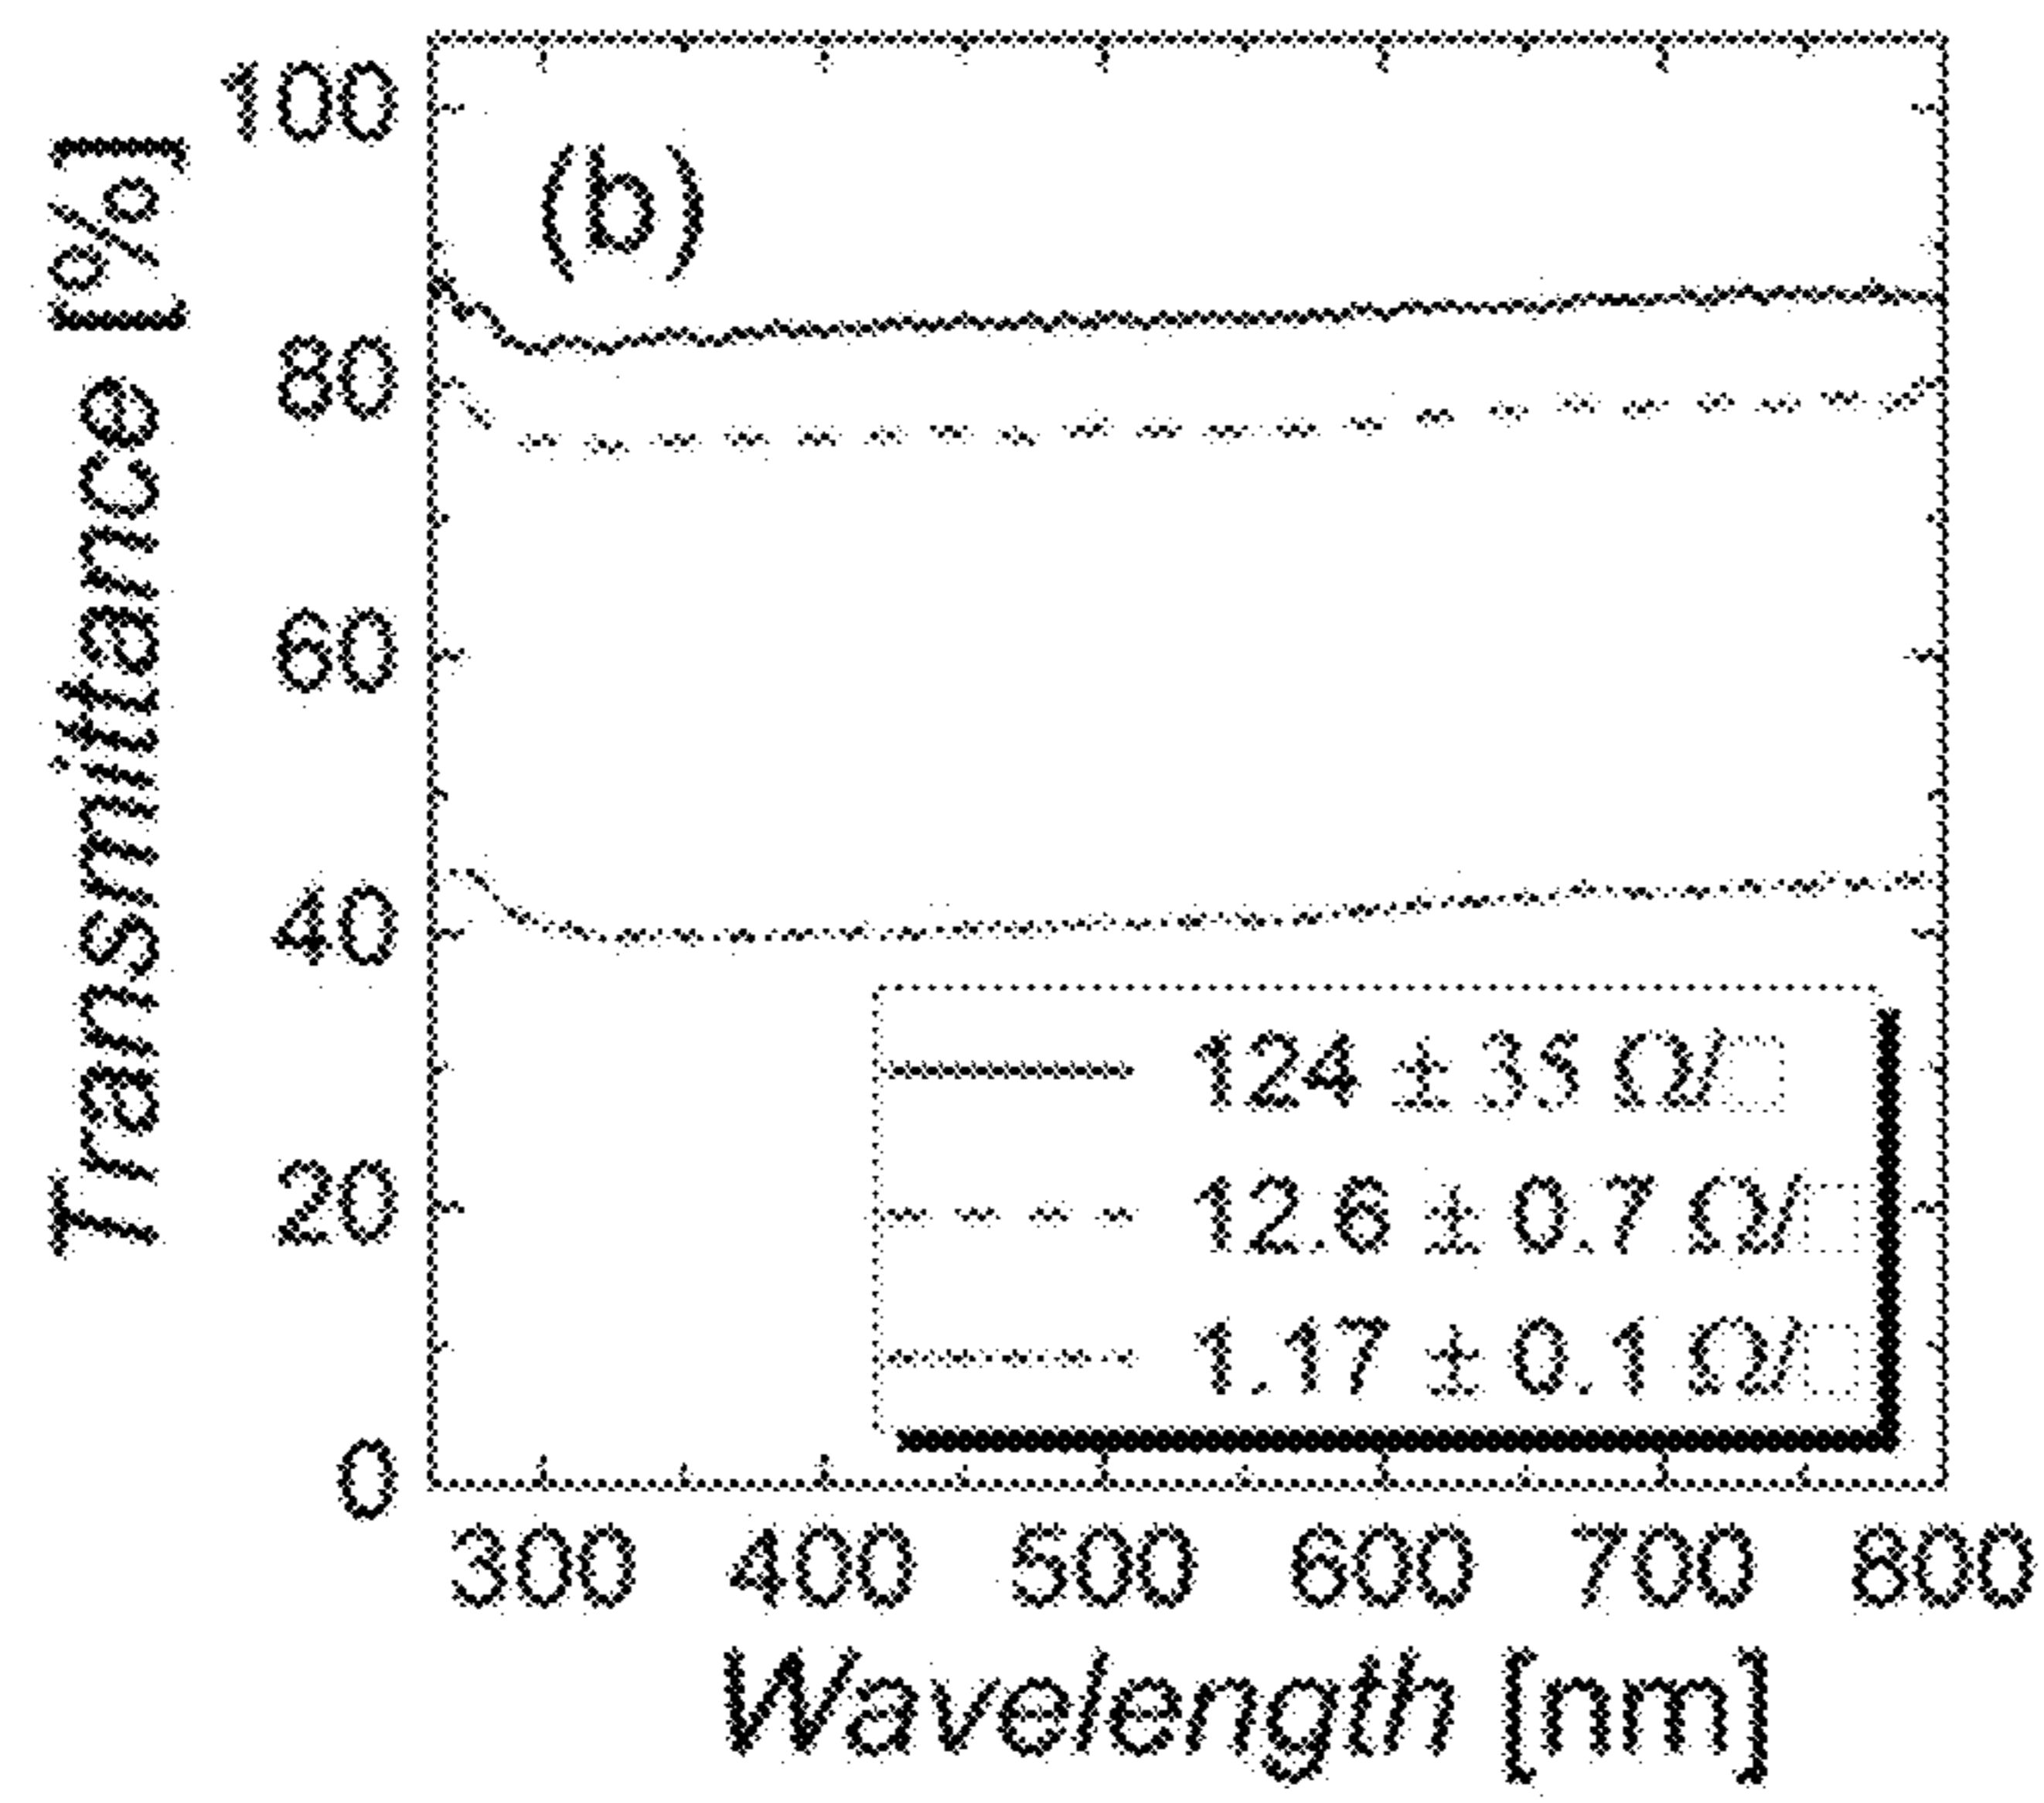 Transmittance [%]
100
80
60
40
20
0
(b)
124 ± 35 Ω/□
12.6 ± 0.7 Ω/□
1.17 ± 0.1 Ω/□
300 400 500 600 700 800
Wavelength [nm]